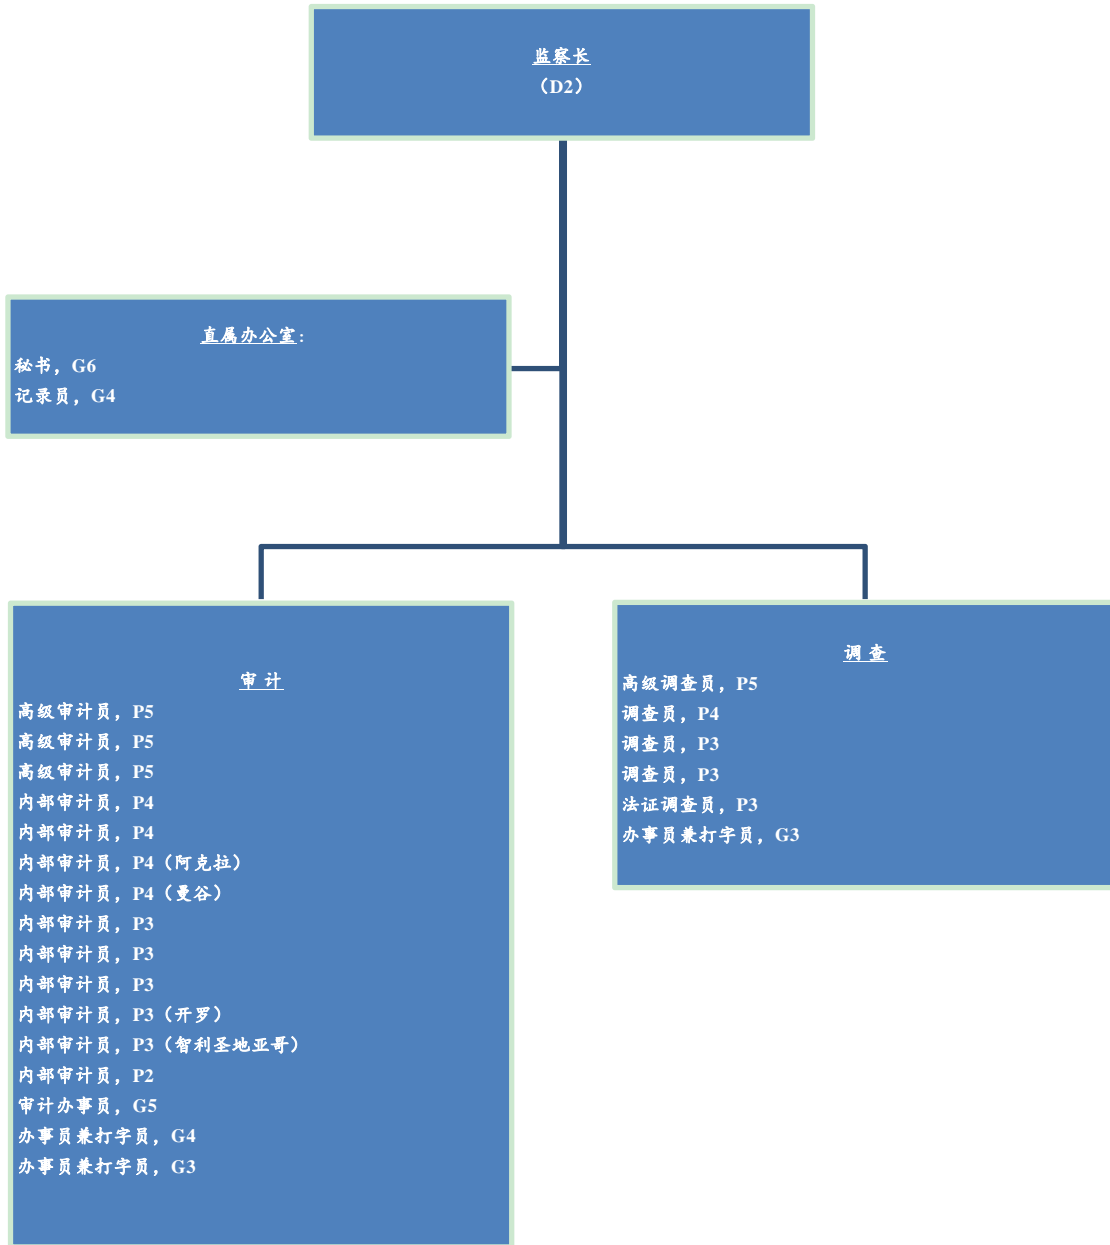 监察长
（D2）
直属办公室:
秘书，G6
记录员，G4
审 计
高级审计员，P5
高级审计员，P5
高级审计员，P5
内部审计员，P4
内部审计员，P4
内部审计员，P4（阿克拉）
内部审计员，P4（曼谷）
内部审计员，P3
内部审计员，P3
内部审计员，P3
内部审计员，P3（开罗）
内部审计员，P3（智利圣地亚哥）
内部审计员，P2
审计办事员，G5
办事员兼打字员，G4
办事员兼打字员，G3
调 查
高级调查员，P5
调查员，P4
调查员，P3
调查员，P3
法证调查员，P3
办事员兼打字员，G3